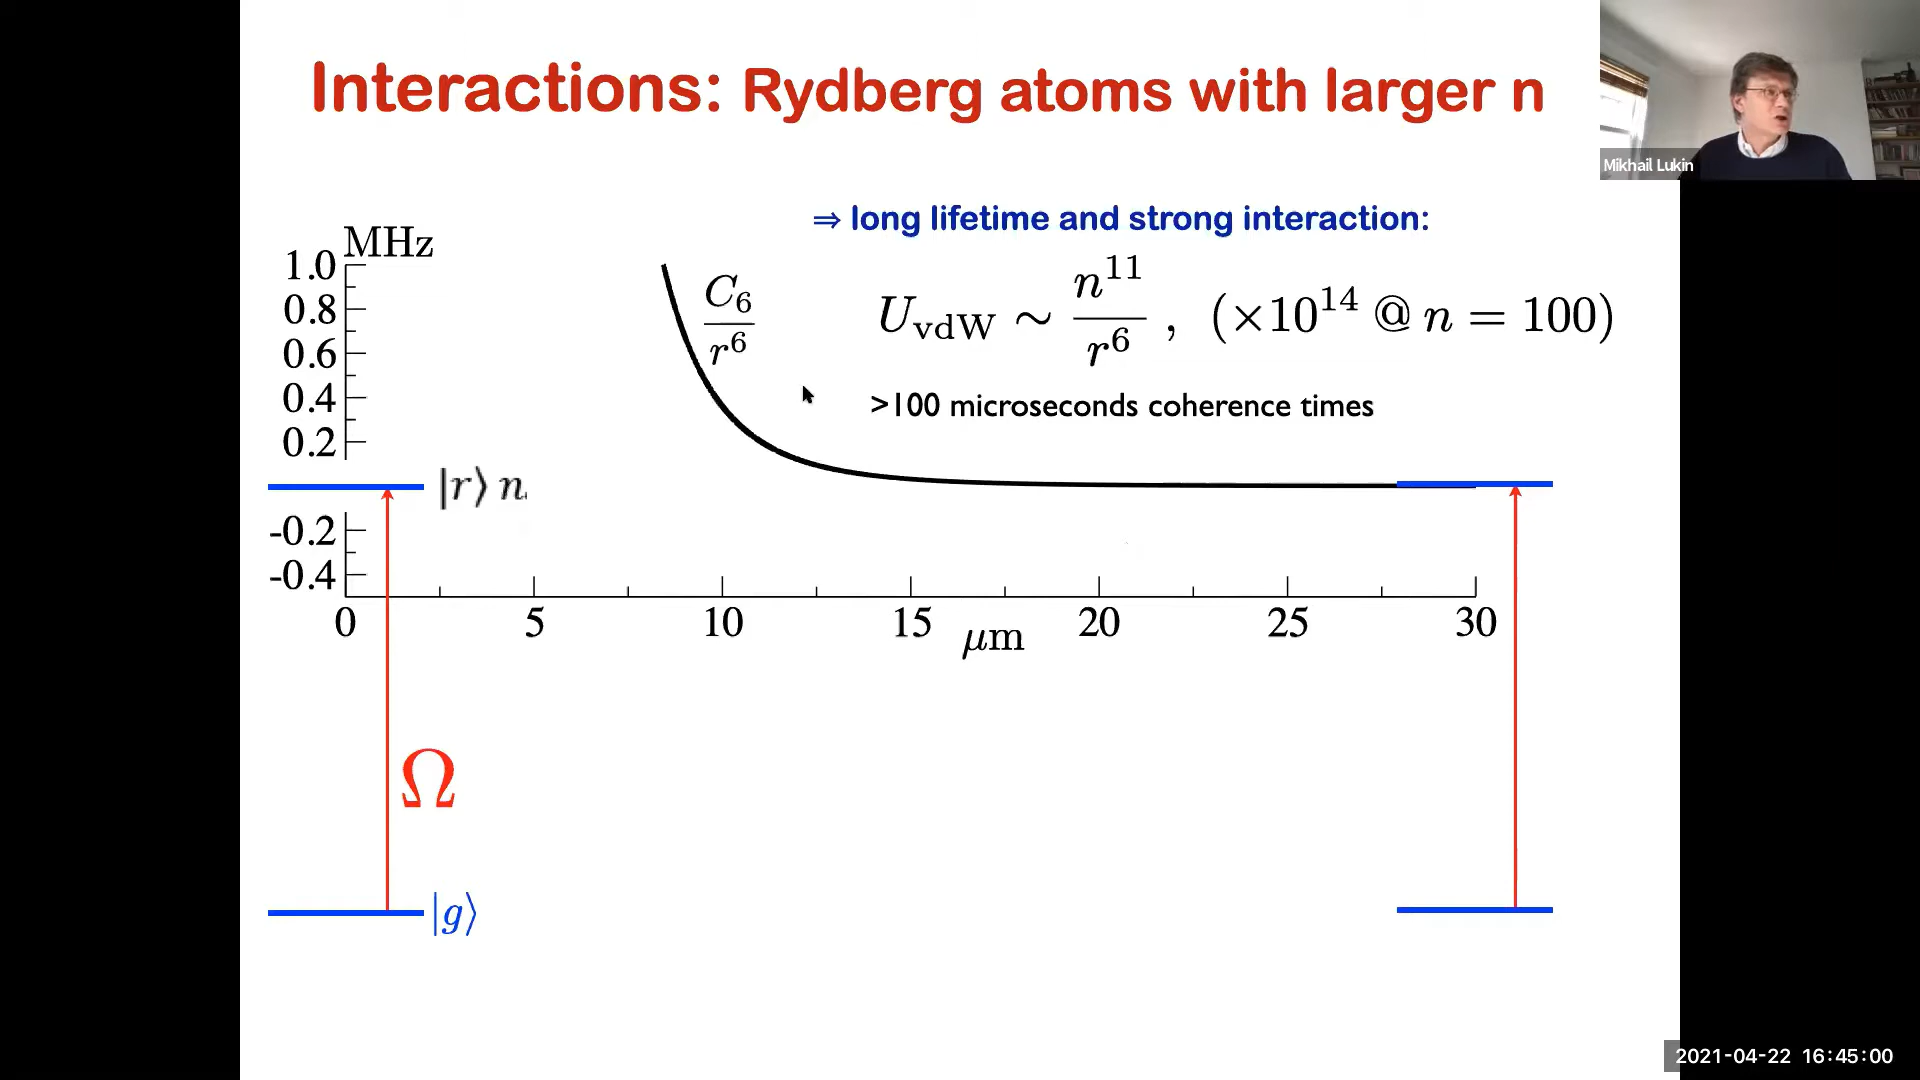 Interactions: Rydberg atoms with larger n
Mikhail Lukin
⇒ long lifetime and strong interaction:
MHz
1.0
0.8
0.6
0.4
0.2
-0.2
-0.4
C₆/r⁶
U_vdW ~ n¹¹/r⁶ , (×10¹⁴ @ n = 100)
>100 microseconds coherence times
|r⟩ n.
0 5 10 15 20 25 30
μm
Ω
|g⟩
2021-04-22 16:45:00